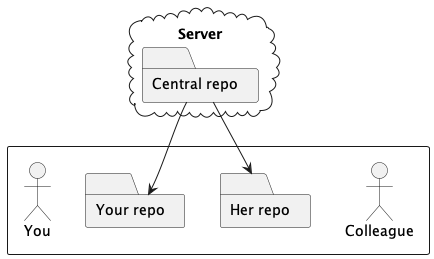 Server
Central repo
Your repo
Her repo
You
Colleague